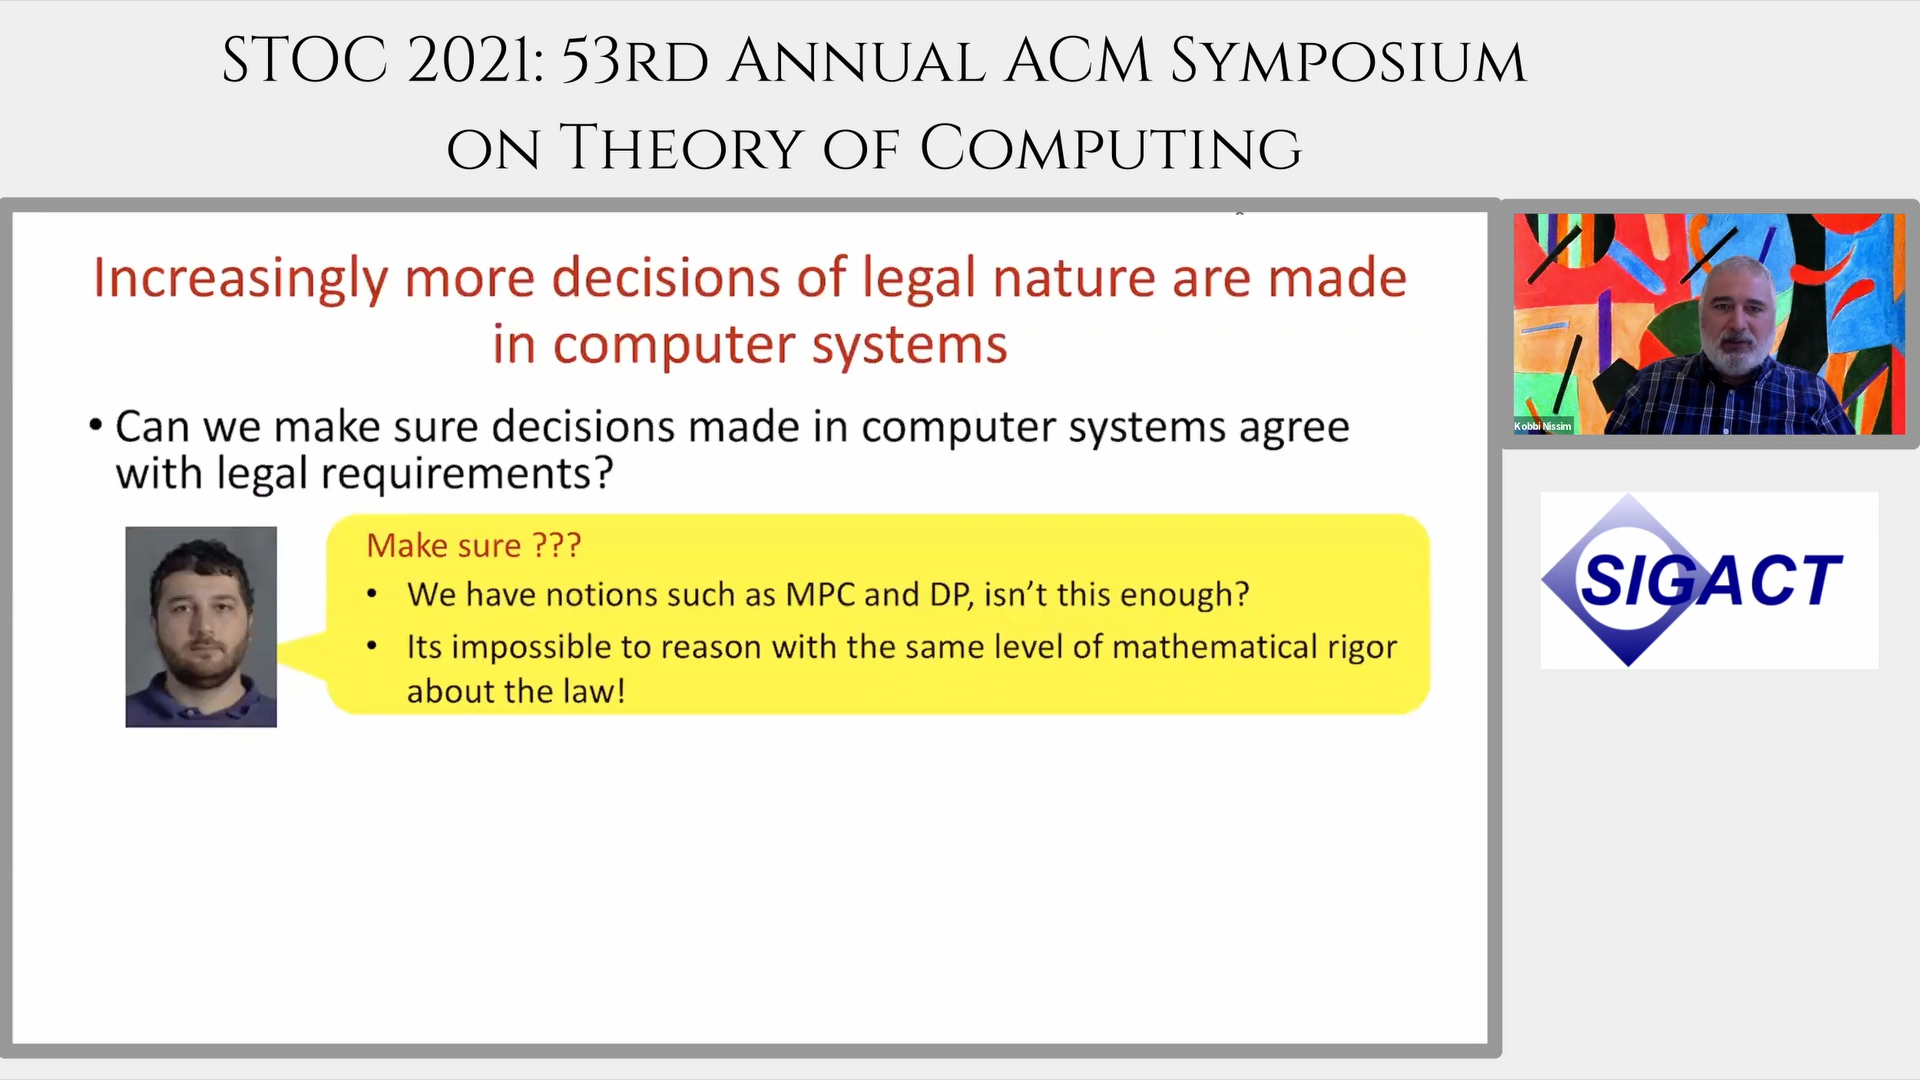 STOC 2021: 53rd Annual ACM Symposium
on Theory of Computing
Increasingly more decisions of legal nature are made
in computer systems
• Can we make sure decisions made in computer systems agree
with legal requirements?
Make sure ???
• We have notions such as MPC and DP, isn't this enough?
• Its impossible to reason with the same level of mathematical rigor
about the law!
Kobbi Nissim
SIGACT